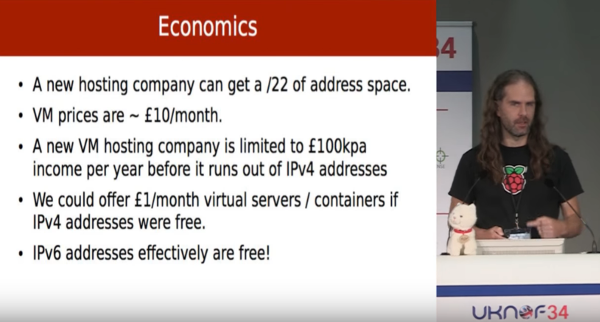 Economics
• A new hosting company can get a /22 of address space.
• VM prices are ~ £10/month.
• A new VM hosting company is limited to £100kpa
income per year before it runs out of IPv4 addresses
• We could offer £1/month virtual servers / containers if
IPv4 addresses were free.
• IPv6 addresses effectively are free!
34
UKNOF34